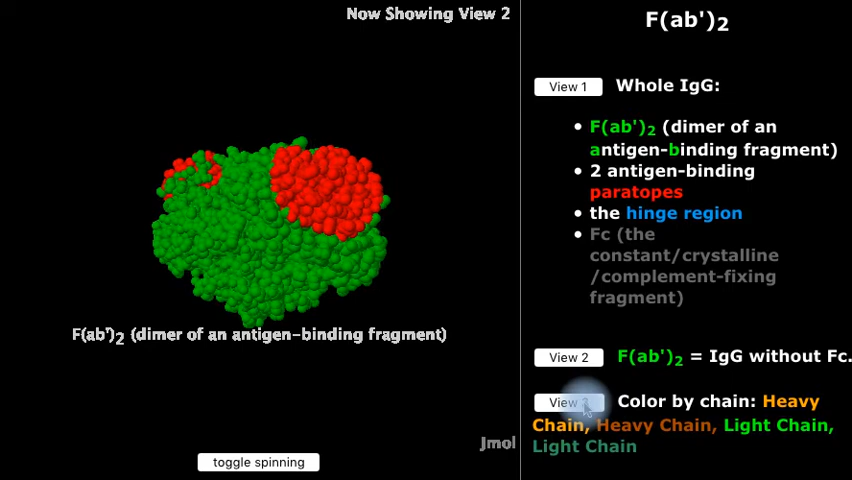 Now Showing View 2
F(ab')2 (dimer of an antigen-binding fragment)
Jmol
toggle spinning
F(ab')2
View 1 Whole IgG:
• F(ab')2 (dimer of an
antigen-binding fragment)
• 2 antigen-binding
paratopes
• the hinge region
• Fc (the
constant/crystalline
/complement-fixing
fragment)
View 2 F(ab')2 = IgG without Fc.
View 3 Color by chain: Heavy
Chain, Heavy Chain, Light Chain,
Light Chain